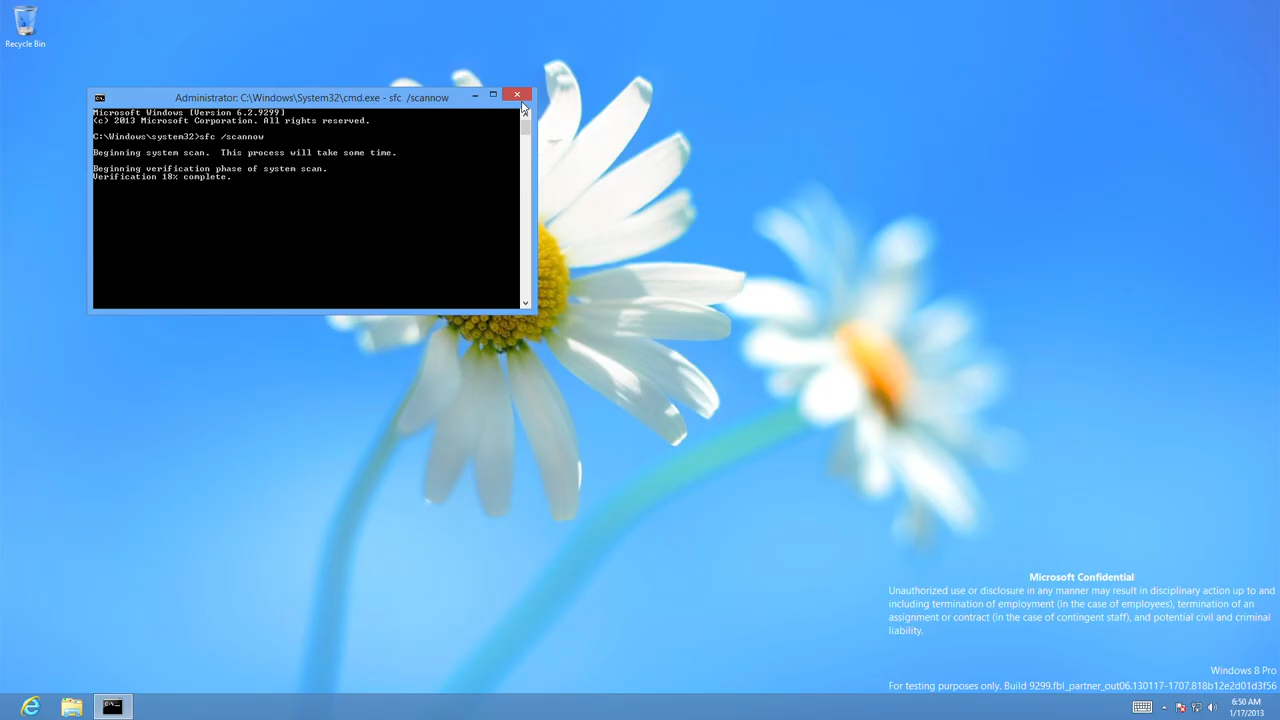 Recycle Bin
Administrator: C:\Windows\System32\cmd.exe - sfc /scannow
Microsoft Windows [Version 6.2.9299]
(c) 2013 Microsoft Corporation. All rights reserved.
C:\Windows\system32>sfc /scannow
Beginning system scan.  This process will take some time.
Beginning verification phase of system scan.
Verification 18% complete.
Microsoft Confidential
Unauthorized use or disclosure in any manner may result in disciplinary action up to and
including termination of employment (in the case of employees), termination of an
assignment or contract (in the case of contingent staff), and potential civil and criminal
liability.
Windows 8 Pro
For testing purposes only. Build 9299.fbl_partner_out06.130117-1707.818b12e2d01d3f56
6:50 AM
1/17/2013